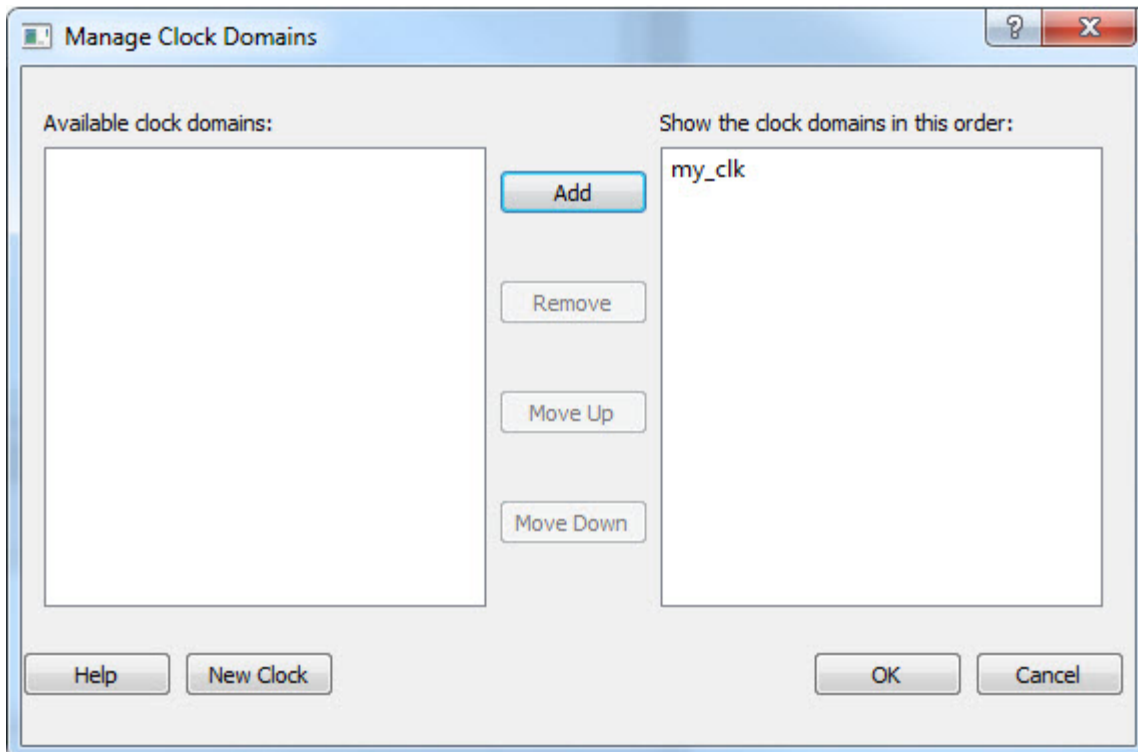 Manage Clock Domains
Available clock domains:
Show the clock domains in this order:
my_clk
Add
Remove
Move Up
Move Down
Help
New Clock
OK
Cancel